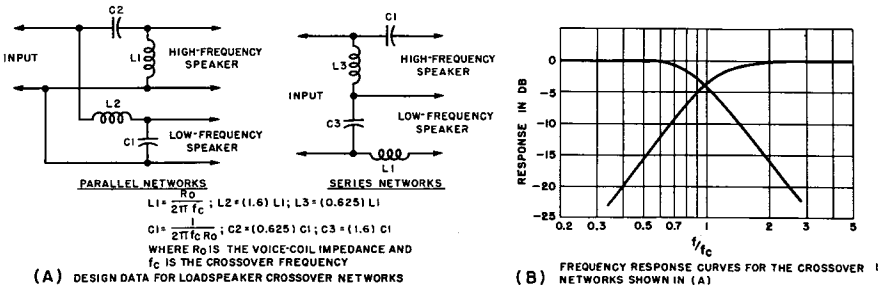 C2
INPUT
L1
HIGH-FREQUENCY
SPEAKER
L2
C1
LOW-FREQUENCY
SPEAKER
PARALLEL NETWORKS
C1
L3
HIGH-FREQUENCY
SPEAKER
INPUT
C3
LOW-FREQUENCY
SPEAKER
L1
SERIES NETWORKS
L1 = R0 / 2π fc ; L2 = (1.6) L1 ; L3 = (0.625) L1
C1 = 1 / 2π fc R0 ; C2 = (0.625) C1 ; C3 = (1.6) C1
WHERE R0 IS THE VOICE-COIL IMPEDANCE AND
fc IS THE CROSSOVER FREQUENCY
(A) DESIGN DATA FOR LOADSPEAKER CROSSOVER NETWORKS
RESPONSE IN DB
0
-5
-10
-15
-20
-25
0.2 0.3 0.5 0.6 0.7 1 2 3 5
f/fc
(B) FREQUENCY RESPONSE CURVES FOR THE CROSSOVER
NETWORKS SHOWN IN (A)